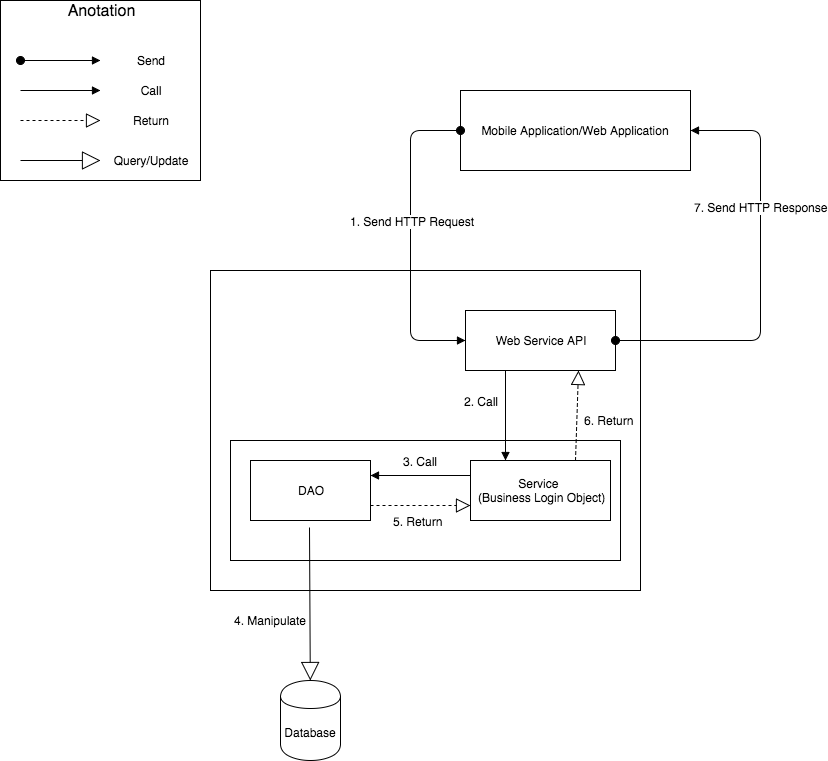 Anotation
Send
Call
Return
Query/Update
Mobile Application/Web Application
7. Send HTTP Response
1. Send HTTP Request
Web Service API
2. Call
6. Return
3. Call
DAO
Service
(Business Login Object)
5. Return
4. Manipulate
Database